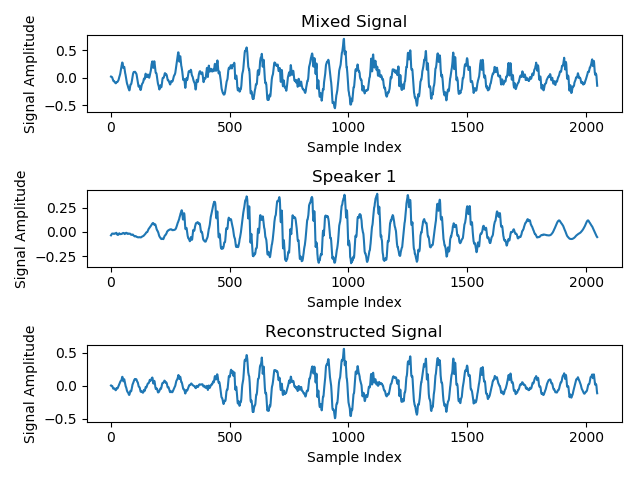 Mixed Signal
Signal Amplitude
0.5
0.0
−0.5
0 500 1000 1500 2000
Sample Index
Speaker 1
Signal Amplitude
0.25
0.00
−0.25
0 500 1000 1500 2000
Sample Index
Reconstructed Signal
Signal Amplitude
0.5
0.0
−0.5
0 500 1000 1500 2000
Sample Index